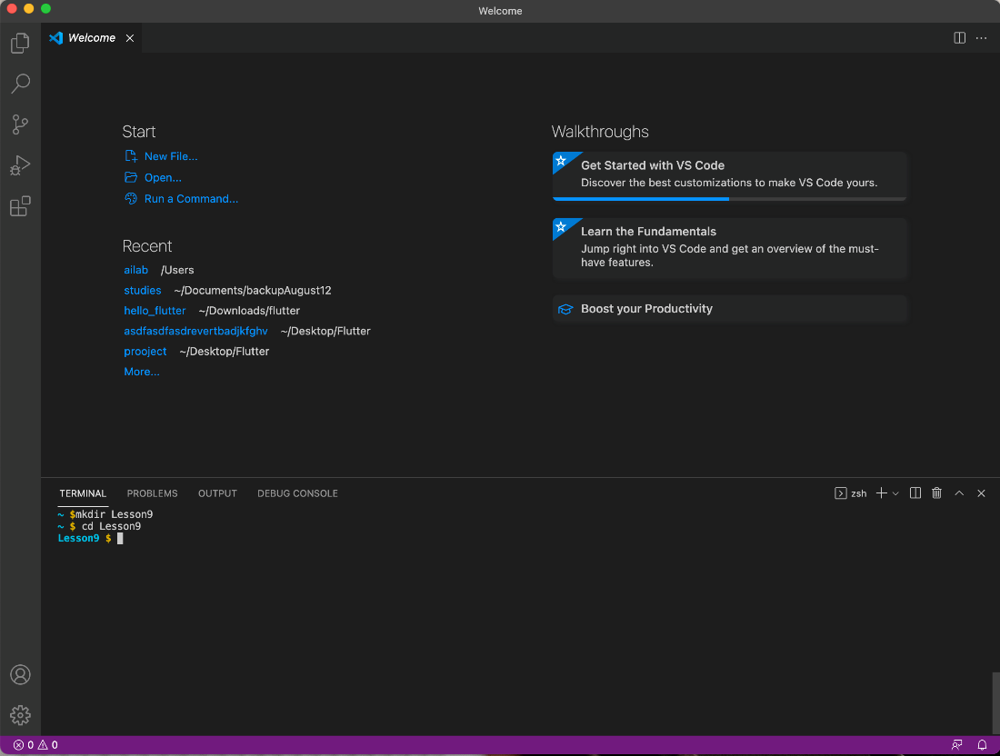 Welcome
Welcome
Start
New File...
Open...
Run a Command...
Recent
ailab /Users
studies ~/Documents/backupAugust12
hello_flutter ~/Downloads/flutter
asdfasdfasdrevertbadjkfghv ~/Desktop/Flutter
prooject ~/Desktop/Flutter
More...
Walkthroughs
Get Started with VS Code
Discover the best customizations to make VS Code yours.
Learn the Fundamentals
Jump right into VS Code and get an overview of the must-
have features.
Boost your Productivity
TERMINAL PROBLEMS OUTPUT DEBUG CONSOLE zsh
~ $mkdir Lesson9
~ $ cd Lesson9
Lesson9 $
0 0